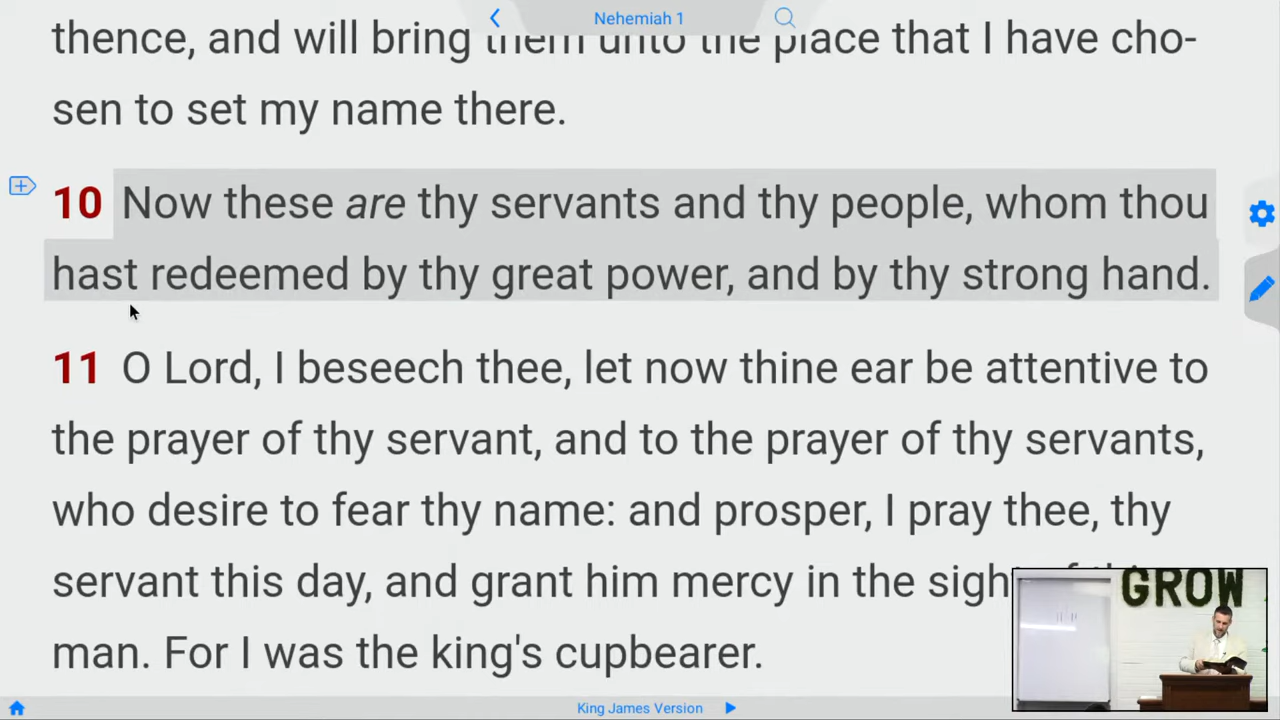 Nehemiah 1
thence, and will bring them unto the place that I have cho-
sen to set my name there.
10 Now these are thy servants and thy people, whom thou
hast redeemed by thy great power, and by thy strong hand.
11 O Lord, I beseech thee, let now thine ear be attentive to
the prayer of thy servant, and to the prayer of thy servants,
who desire to fear thy name: and prosper, I pray thee, thy
servant this day, and grant him mercy in the sight of
man. For I was the king's cupbearer.
GROW
King James Version